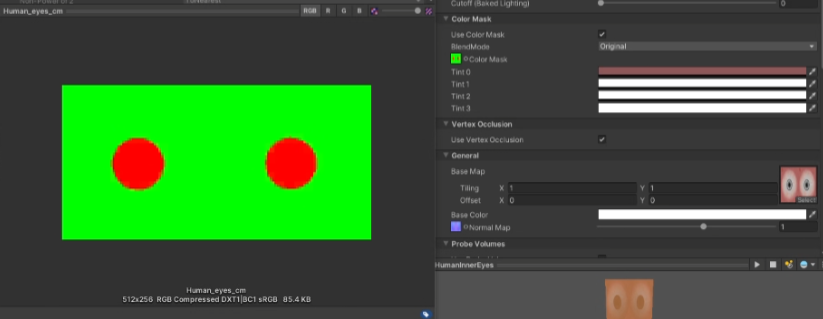 Human_eyes_cm
RGB R G B
Human_eyes_cm
512x256 RGB Compressed DXT1|BC1 sRGB 85.4 KB
Cutoff (Baked Lighting) 0
Color Mask
Use Color Mask
BlendMode Original
Color Mask
Tint 0
Tint 1
Tint 2
Tint 3
Vertex Occlusion
Use Vertex Occlusion
General
Base Map
Tiling X 1 Y 1
Offset X 0 Y 0
Select
Base Color
Normal Map 1
Probe Volumes
HumanInnerEyes